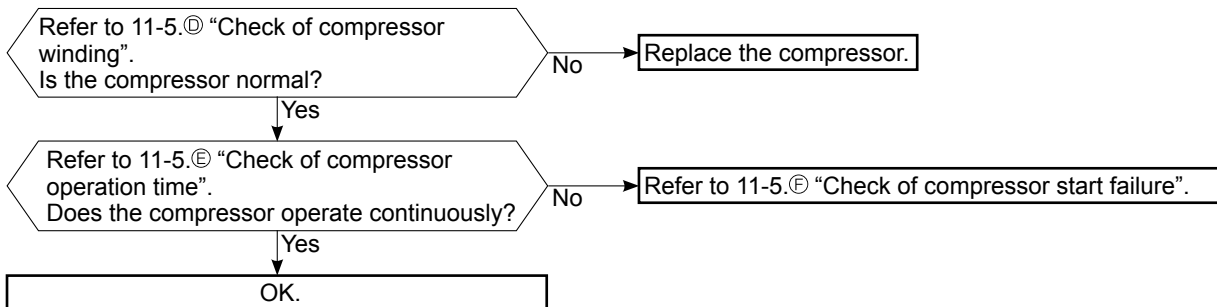 Refer to 11-5.Ⓓ “Check of compressor
winding”.
Is the compressor normal?
No
Replace the compressor.
Yes
Refer to 11-5.Ⓔ “Check of compressor
operation time”.
Does the compressor operate continuously?
No
Refer to 11-5.Ⓕ “Check of compressor start failure”.
Yes
OK.